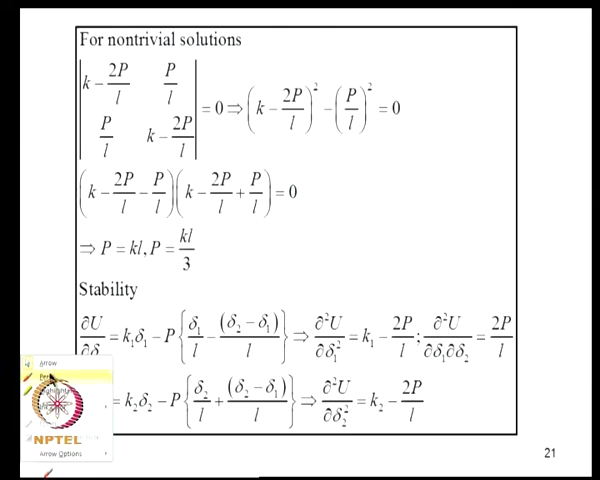 For nontrivial solutions
| k − 2P/l    P/l |
| P/l    k − 2P/l | = 0 ⇒ (k − 2P/l)² − (P/l)² = 0
(k − 2P/l − P/l)(k − 2P/l + P/l) = 0
⇒ P = kl, P = kl/3
Stability
∂U/∂δ = k₁δ₁ − P{δ₁/l − (δ₂ − δ₁)/l} ⇒ ∂²U/∂δ₁² = k₁ − 2P/l; ∂²U/∂δ₁∂δ₂ = 2P/l
= k₂δ₂ − P{δ₂/l + (δ₂ − δ₁)/l} ⇒ ∂²U/∂δ₂² = k₂ − 2P/l
Arrow
Pen
NPTEL
Arrow Options
21